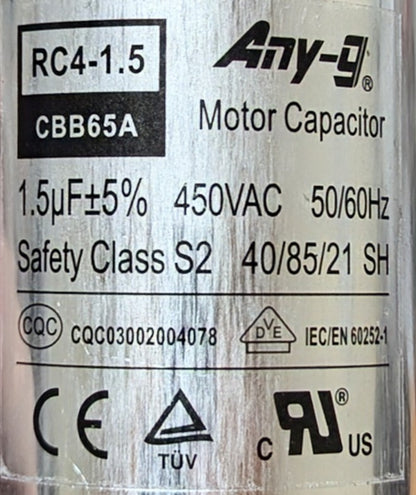 RC4-1.5
CBB65A
Any-g®
Motor Capacitor
1.5µF±5% 450VAC 50/60Hz
Safety Class S2 40/85/21 SH
CQC CQC03002004078 DVE IEC/EN 60252-1
CE TÜV c RU® US